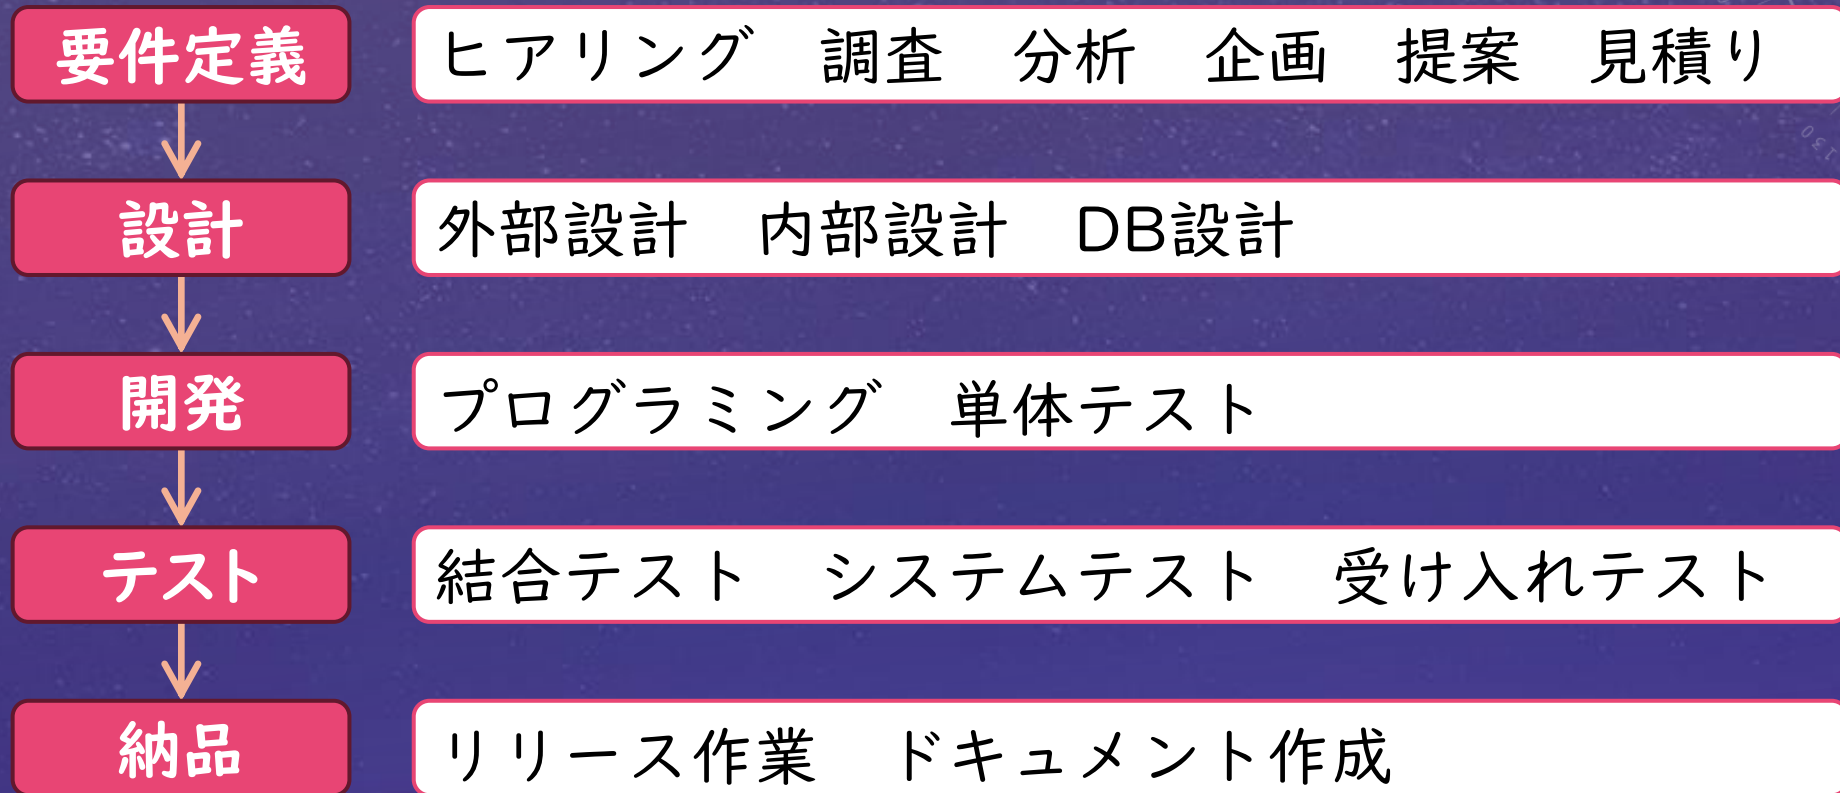 要件定義
ヒアリング　調査　分析　企画　提案　見積り
設計
外部設計　内部設計　DB設計
開発
プログラミング　単体テスト
テスト
結合テスト　システムテスト　受け入れテスト
納品
リリース作業　ドキュメント作成
130